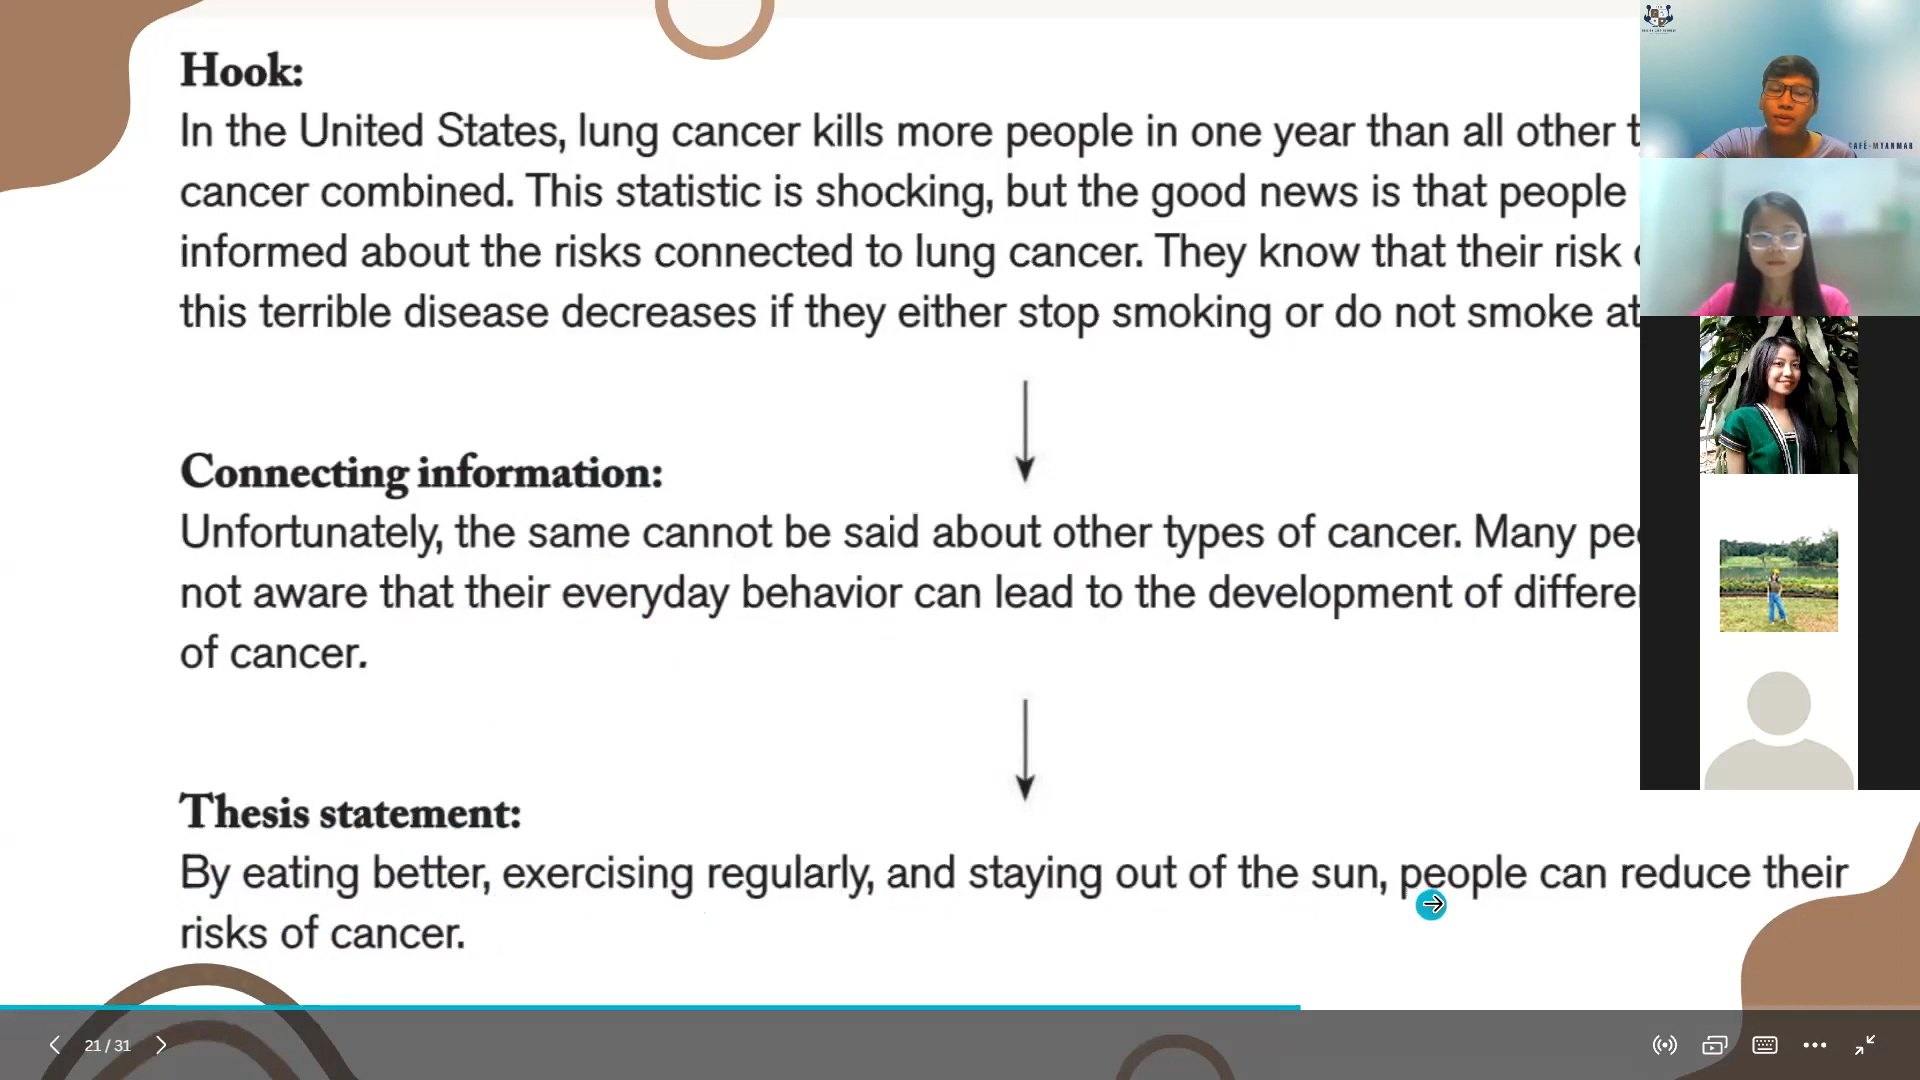 Hook:
In the United States, lung cancer kills more people in one year than all other
cancer combined. This statistic is shocking, but the good news is that people
informed about the risks connected to lung cancer. They know that their risk
this terrible disease decreases if they either stop smoking or do not smoke at
Connecting information:
Unfortunately, the same cannot be said about other types of cancer. Many
not aware that their everyday behavior can lead to the development of
of cancer.
Thesis statement:
By eating better, exercising regularly, and staying out of the sun, people can reduce their
risks of cancer.
21 / 31
CAFÉ-MYANMAR